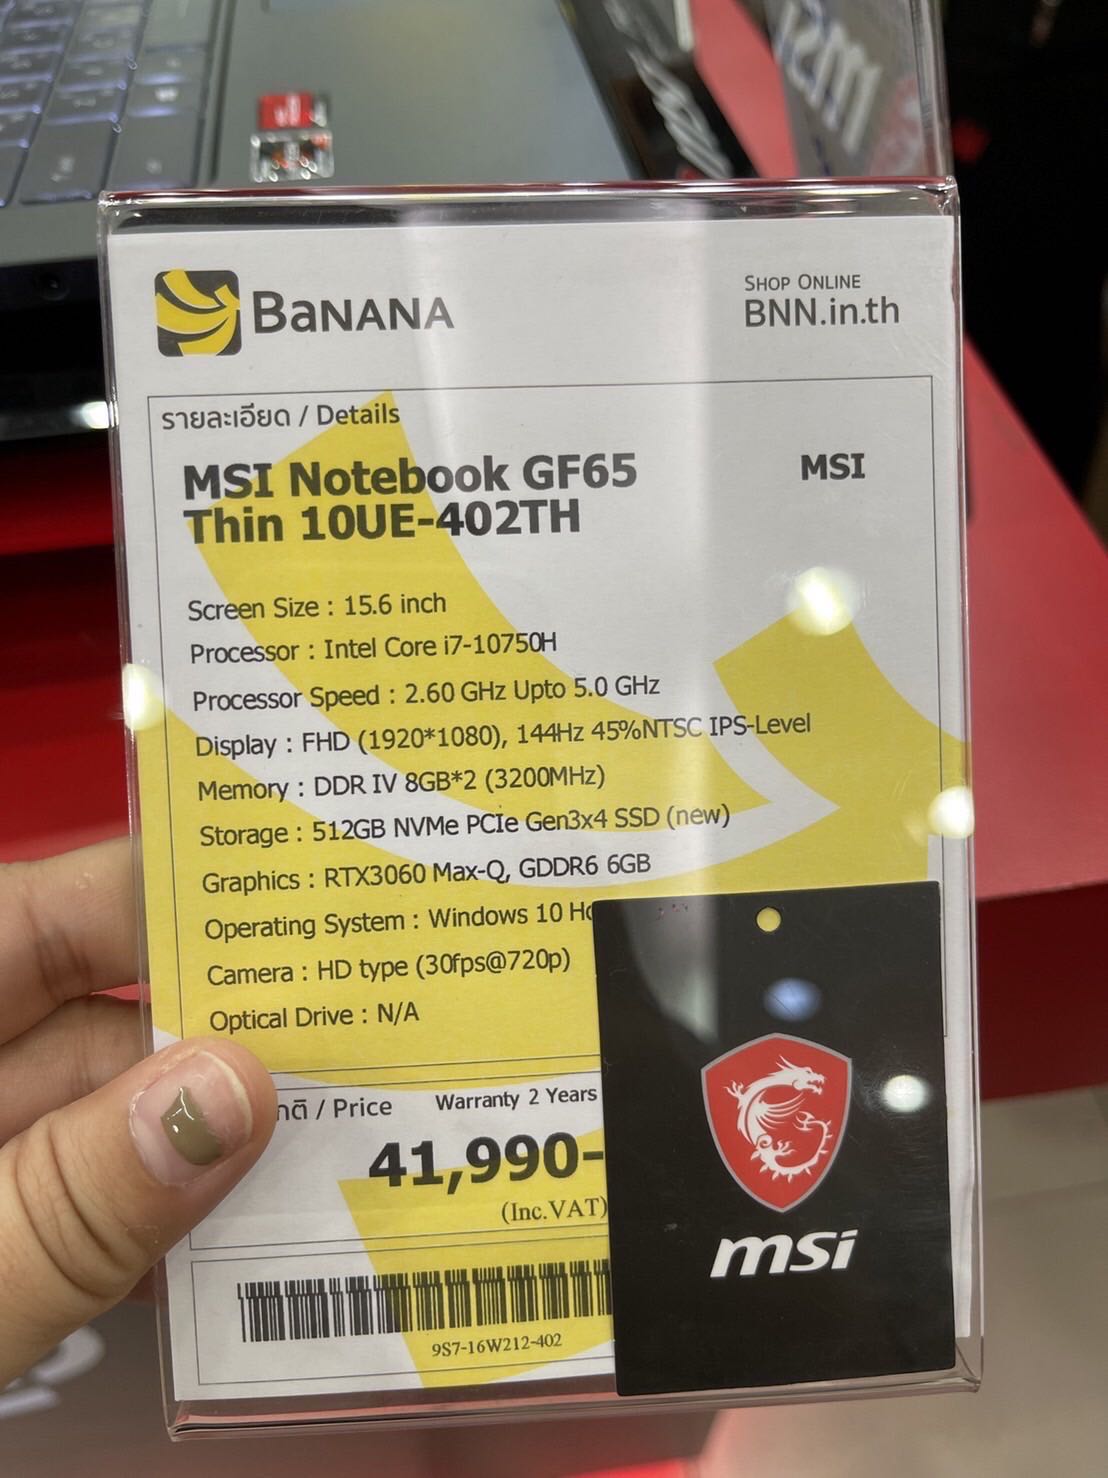 BaNANA
SHOP ONLINE
BNN.in.th
รายละเอียด / Details
MSI Notebook GF65
Thin 10UE-402TH
MSI
Screen Size : 15.6 inch
Processor : Intel Core i7-10750H
Processor Speed : 2.60 GHz Upto 5.0 GHz
Display : FHD (1920*1080), 144Hz 45%NTSC IPS-Level
Memory : DDR IV 8GB*2 (3200MHz)
Storage : 512GB NVMe PCIe Gen3x4 SSD (new)
Graphics : RTX3060 Max-Q, GDDR6 6GB
Operating System : Windows 10 Ho
Camera : HD type (30fps@720p)
Optical Drive : N/A
/ Price
Warranty 2 Years
41,990-
(Inc.VAT)
9S7-16W212-402
msi